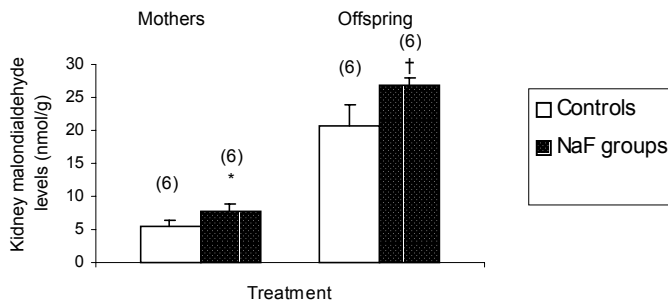 Mothers Offspring
(6)
(6)
(6)
*
(6)
†
30
25
20
15
10
5
0
Kidney malondialdehyde
levels (nmol/g)
Treatment
Controls
NaF groups